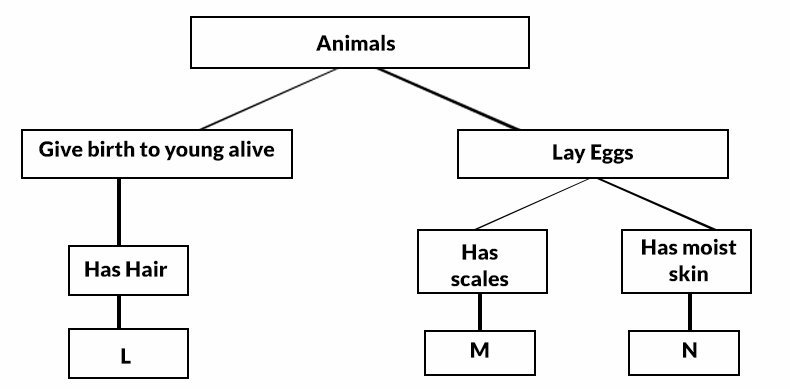 Animals
Give birth to young alive
Lay Eggs
Has Hair
Has
scales
Has moist
skin
L
M
N